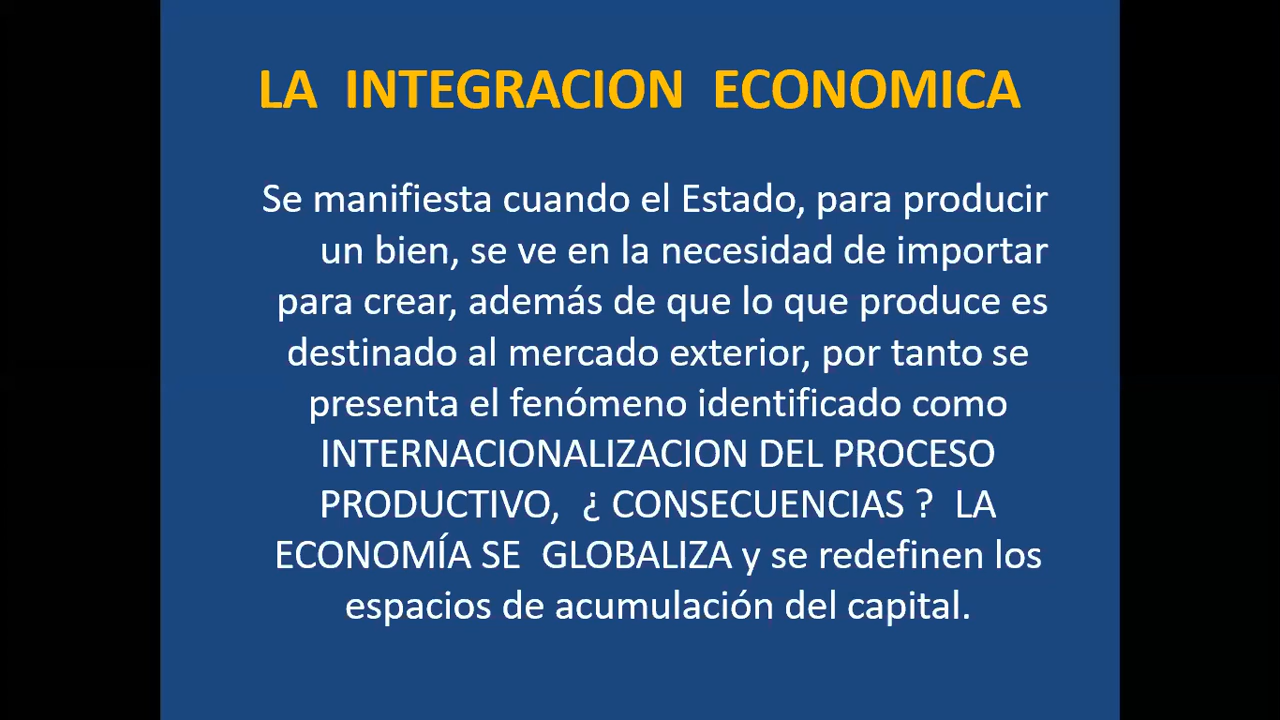 LA INTEGRACION ECONOMICA
Se manifiesta cuando el Estado, para producir
un bien, se ve en la necesidad de importar
para crear, además de que lo que produce es
destinado al mercado exterior, por tanto se
presenta el fenómeno identificado como
INTERNACIONALIZACION DEL PROCESO
PRODUCTIVO, ¿ CONSECUENCIAS ? LA
ECONOMÍA SE GLOBALIZA y se redefinen los
espacios de acumulación del capital.